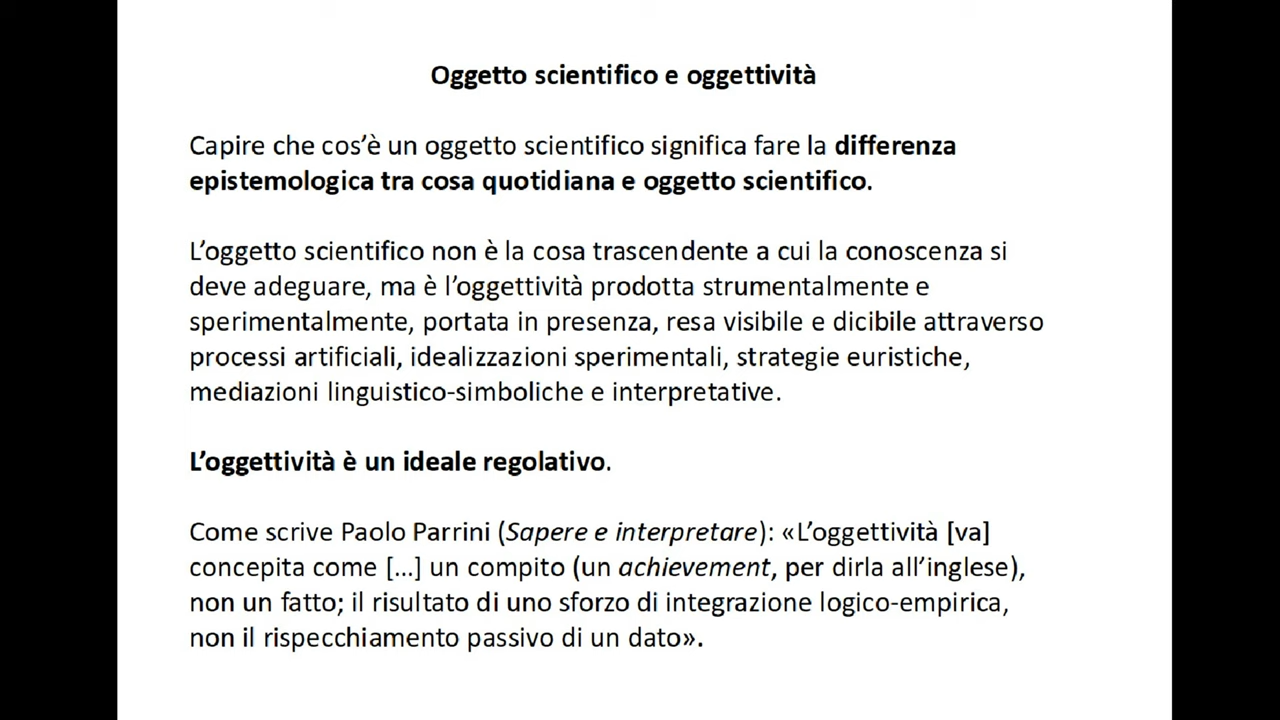 Oggetto scientifico e oggettività
Capire che cos’è un oggetto scientifico significa fare la differenza
epistemologica tra cosa quotidiana e oggetto scientifico.
L’oggetto scientifico non è la cosa trascendente a cui la conoscenza si
deve adeguare, ma è l’oggettività prodotta strumentalmente e
sperimentalmente, portata in presenza, resa visibile e dicibile attraverso
processi artificiali, idealizzazioni sperimentali, strategie euristiche,
mediazioni linguistico-simboliche e interpretative.
L’oggettività è un ideale regolativo.
Come scrive Paolo Parrini (Sapere e interpretare): «L’oggettività [va]
concepita come [...] un compito (un achievement, per dirla all’inglese),
non un fatto; il risultato di uno sforzo di integrazione logico-empirica,
non il rispecchiamento passivo di un dato».